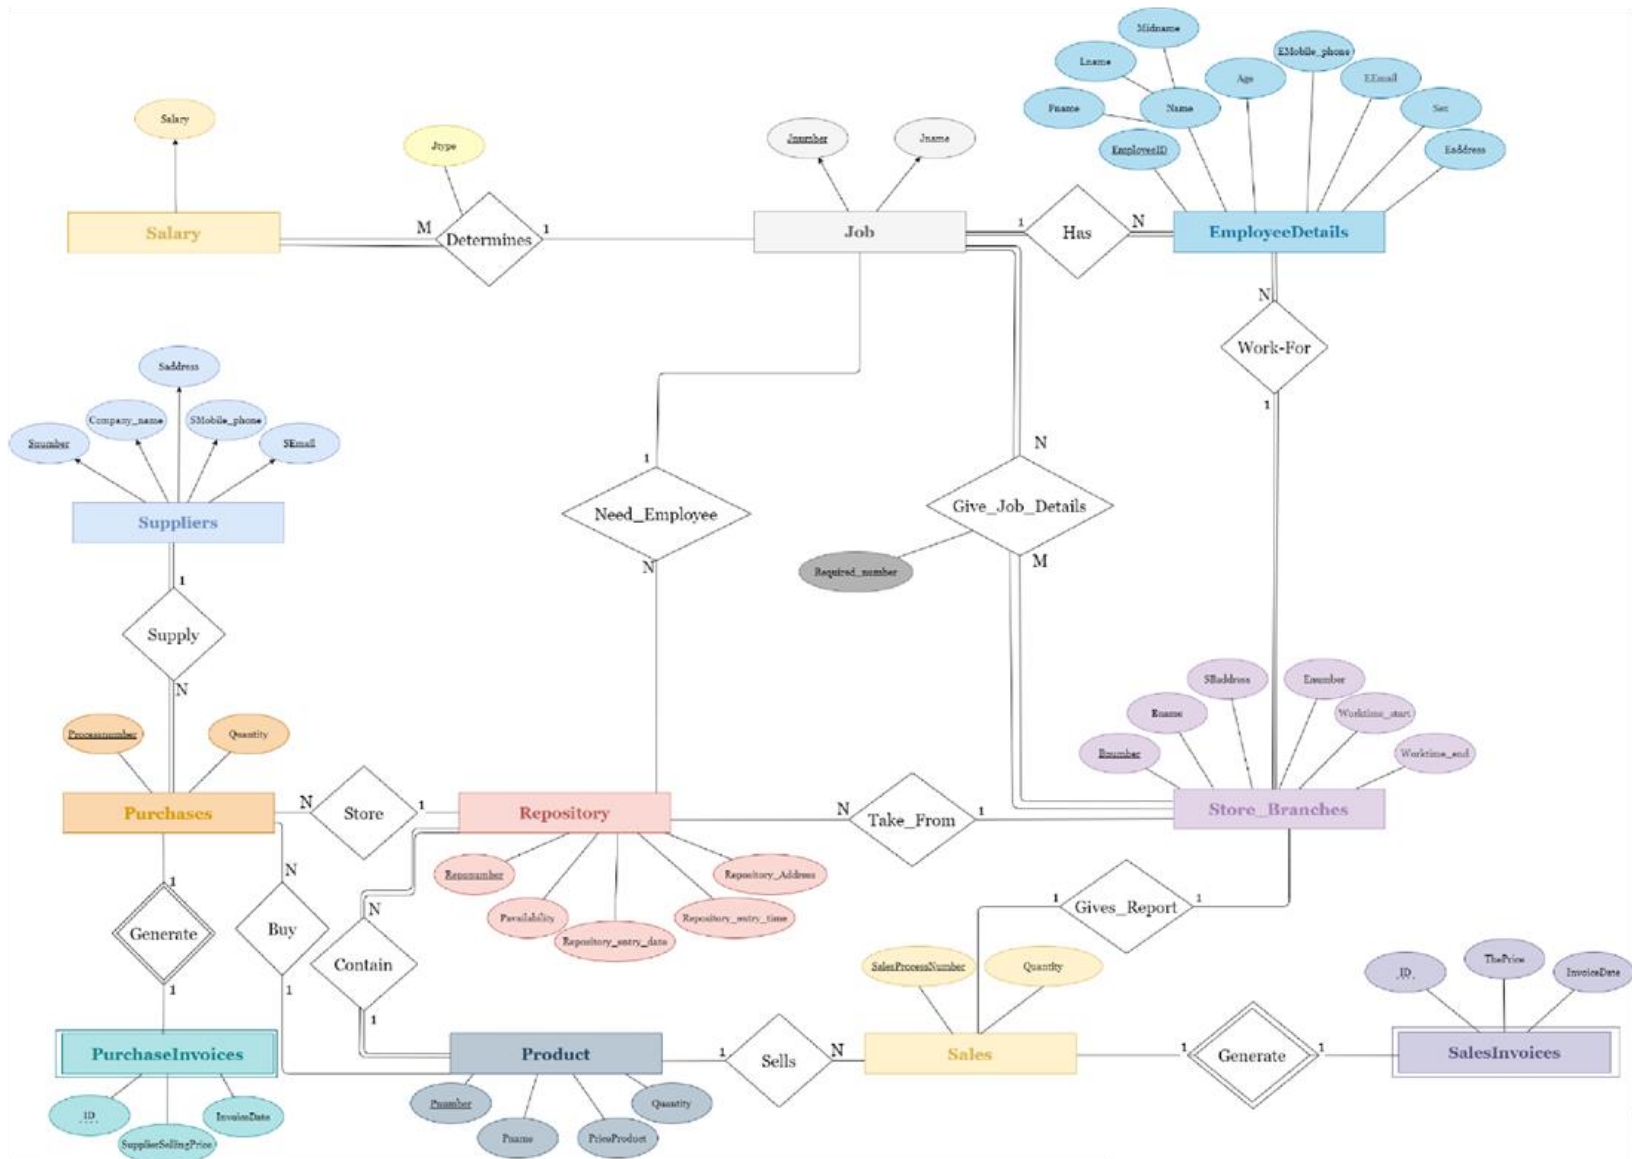 Midname
EMobile_phone
Lname
Age
EEmail
Salary
Fname
Name
Sex
Jtype
Jnumber
Jname
EmployeeID
Eaddress
Salary
M
Determines
1
Job
1
Has
N
EmployeeDetails
N
Work-For
1
Saddress
Company_name
SMobile_phone
Snumber
SEmail
1
N
Suppliers
Need_Employee
Give_Job_Details
N
M
Required_number
1
Supply
N
SBaddress
Enumber
Processnumber
Quantity
Worktime_start
Bnumber
Worktime_end
Purchases
N
Store
1
Repository
N
Take_From
1
Store_Branches
Repnumber
Repository_Address
1
N
N
Pavailability
Repository_entry_time
1
Gives_Report
1
Generate
Buy
Repository_entry_date
Contain
SalesProcessNumber
Quantity
ID
ThePrice
InvoiceDate
1
1
1
PurchaseInvoices
Product
1
Sells
N
Sales
1
Generate
1
SalesInvoices
ID
InvoiceDate
Pnumber
Quantity
SupplierSellingPrice
Pname
PriceProduct